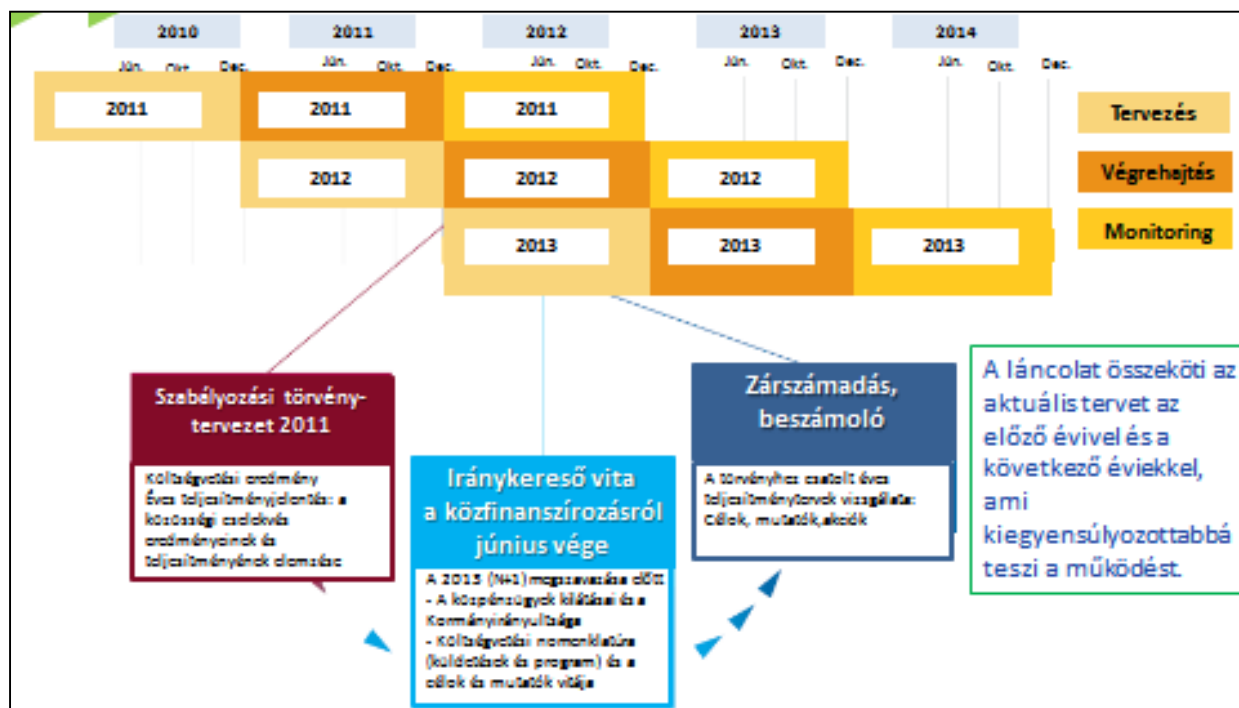 2010 2011 2012 2013 2014
Jún. Okt. Dec. Jún. Okt. Dec. Jún. Okt. Dec. Jún. Okt. Dec. Jún. Okt. Dec.
2011 2011 2011
Tervezés
2012 2012 2012
Végrehajtás
2013 2013 2013
Monitoring
Szabályozási törvény-
tervezet 2011
Költségvetési eredmény
Éves teljesítményjelentés: a
közösségi cselekvés
eredményeinek és
teljesítményének elemzése
Iránykereső vita
a közfinanszírozásról
június vége
A 2013 (N+1) megszavazása előtt
- A közpénzügyek kilátásai és a
Kormányirányultsága
- Költségvetési nomenklatúra
(küldetések és program) és a
célok és mutatók vitája
Zárszámadás,
beszámoló
A törvényhez csatolt éves
teljesítménytervek vizsgálata:
Célok, mutatók,akciók
A láncolat összeköti az
aktuális tervet az
előző évivel és a
következő éviekkel,
ami
kiegyensúlyozottabbá
teszi a működést.